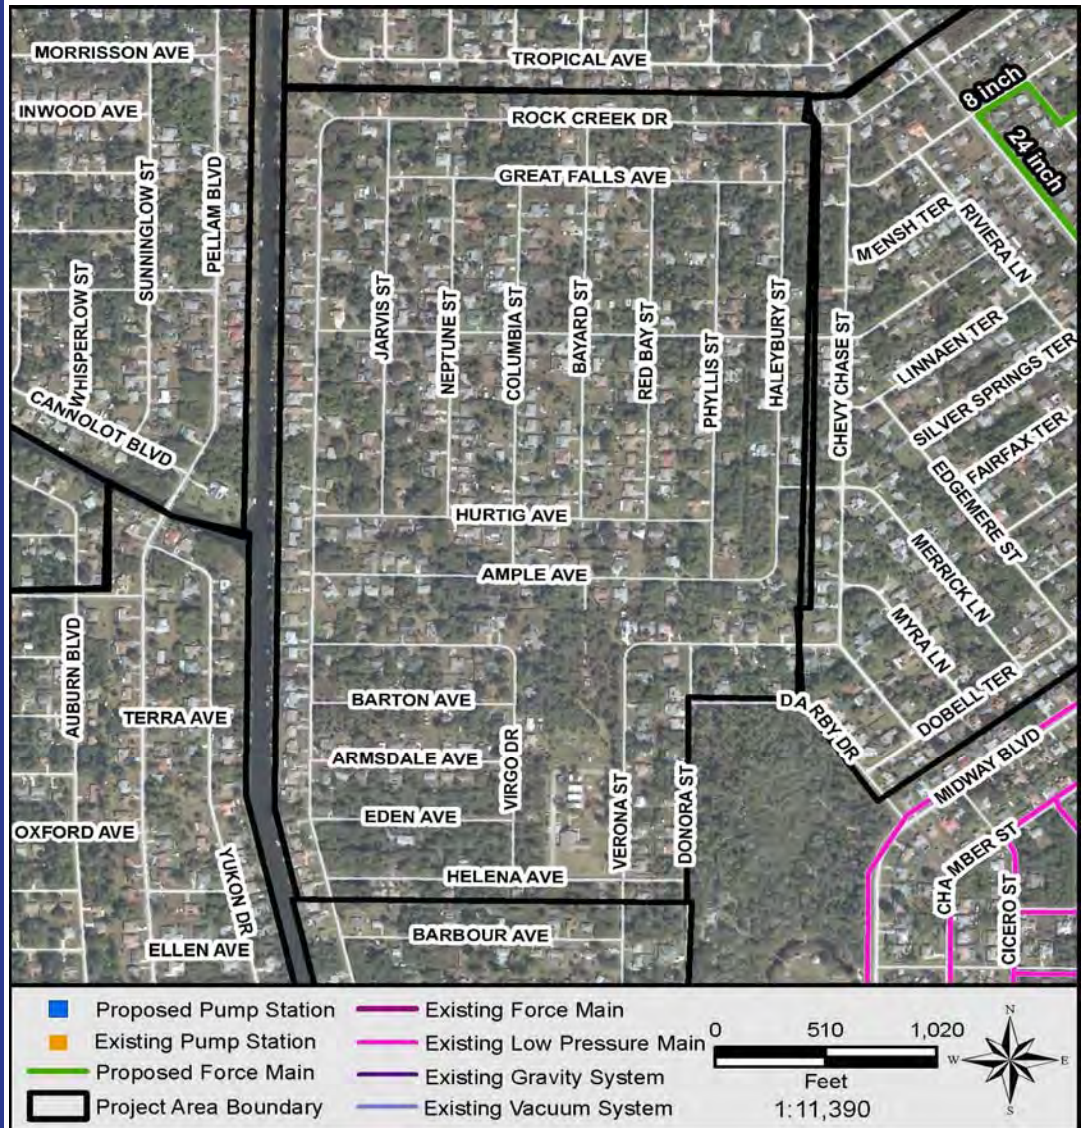 MORRISSON AVE
TROPICAL AVE
INWOOD AVE
ROCK CREEK DR
8 inch
24 inch
SUNNINGLOW ST
PELLAM BLVD
GREAT FALLS AVE
MENSH TER
RIVIERA LN
WHISPERLOW ST
JARVIS ST
NEPTUNE ST
COLUMBIA ST
BAYARD ST
RED BAY ST
PHYLLIS ST
HALEYBURY ST
CHEVY CHASE ST
LINNAEN TER
SILVER SPRINGS TER
FAIRFAX TER
CANNOLOT BLVD
EDGEMERE ST
HURTIG AVE
AMPLE AVE
MERRICK LN
MYRA LN
AUBURN BLVD
TERRA AVE
BARTON AVE
DARBY DR
DOBELL TER
ARMSDALE AVE
VIRGO DR
VERONA ST
DONORA ST
MIDWAY BLVD
OXFORD AVE
EDEN AVE
CHAMBER ST
YUKON DR
HELENA AVE
CICERO ST
ELLEN AVE
BARBOUR AVE
Proposed Pump Station
Existing Pump Station
Proposed Force Main
Project Area Boundary
Existing Force Main
Existing Low Pressure Main
Existing Gravity System
Existing Vacuum System
0 510 1,020
Feet
1:11,390
N
W E
S